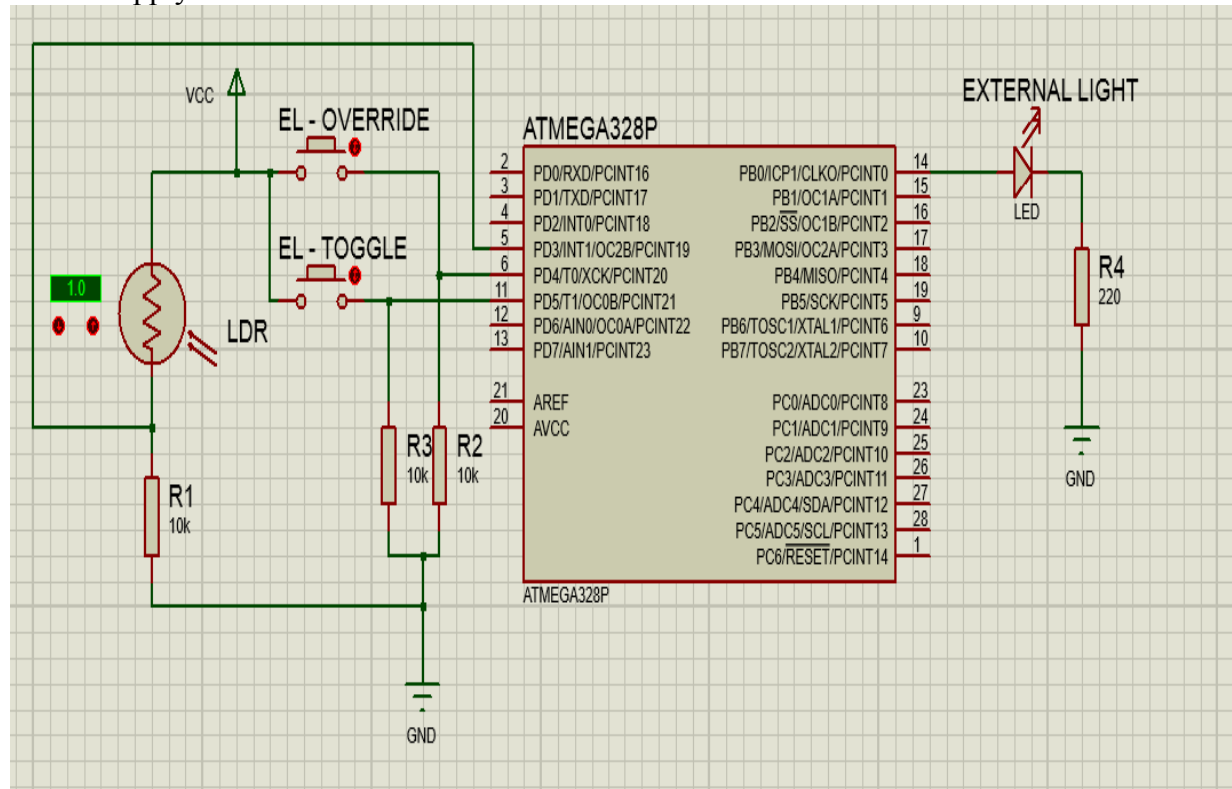 VCC
EL - OVERRIDE
EL - TOGGLE
1.0
LDR
R1
10k
R3
10k
R2
10k
GND
ATMEGA328P
2 PD0/RXD/PCINT16
3 PD1/TXD/PCINT17
4 PD2/INT0/PCINT18
5 PD3/INT1/OC2B/PCINT19
6 PD4/T0/XCK/PCINT20
11 PD5/T1/OC0B/PCINT21
12 PD6/AIN0/OC0A/PCINT22
13 PD7/AIN1/PCINT23
21 AREF
20 AVCC
PB0/ICP1/CLKO/PCINT0 14
PB1/OC1A/PCINT1 15
PB2/SS/OC1B/PCINT2 16
PB3/MOSI/OC2A/PCINT3 17
PB4/MISO/PCINT4 18
PB5/SCK/PCINT5 19
PB6/TOSC1/XTAL1/PCINT6 9
PB7/TOSC2/XTAL2/PCINT7 10
PC0/ADC0/PCINT8 23
PC1/ADC1/PCINT9 24
PC2/ADC2/PCINT10 25
PC3/ADC3/PCINT11 26
PC4/ADC4/SDA/PCINT12 27
PC5/ADC5/SCL/PCINT13 28
PC6/RESET/PCINT14 1
ATMEGA328P
EXTERNAL LIGHT
LED
R4
220
GND